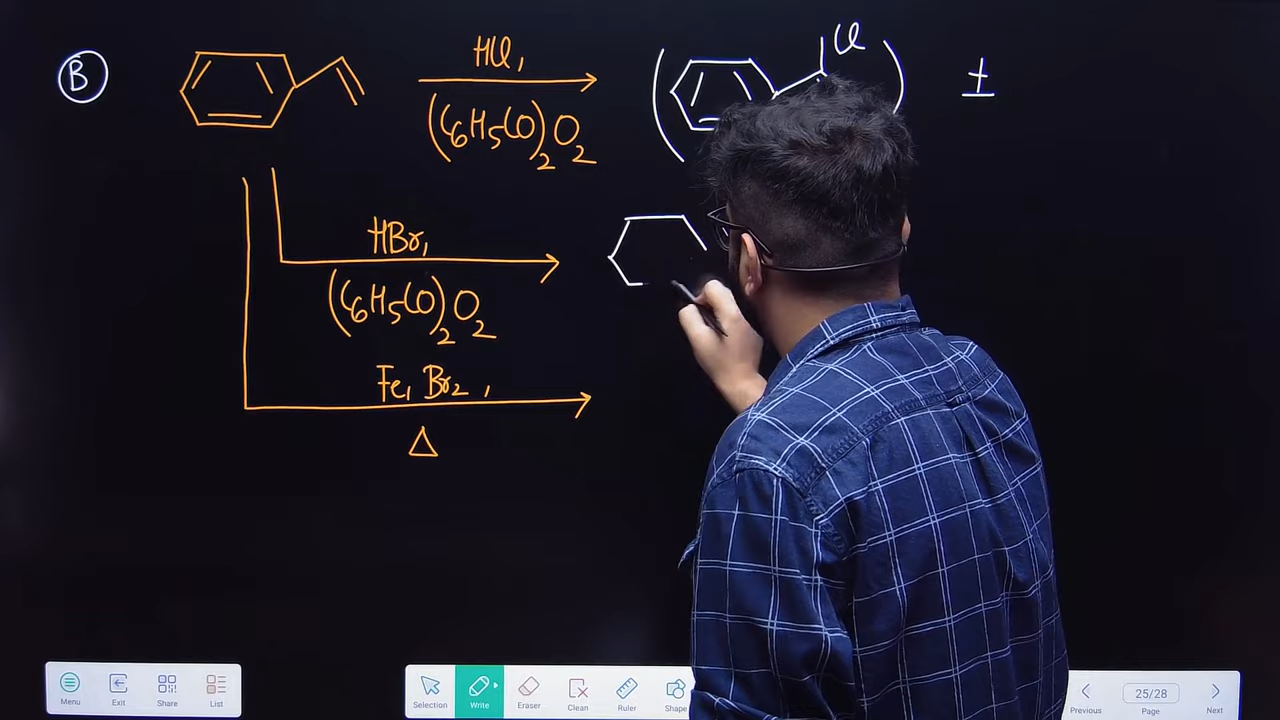 B
HCl,
(C6H5CO)2O2
Cl
±
HBr,
(C6H5CO)2O2
Fe, Br2,
Δ
Menu Exit Share List Selection Write Eraser Clean Ruler Shape Previous 25/28 Page Next